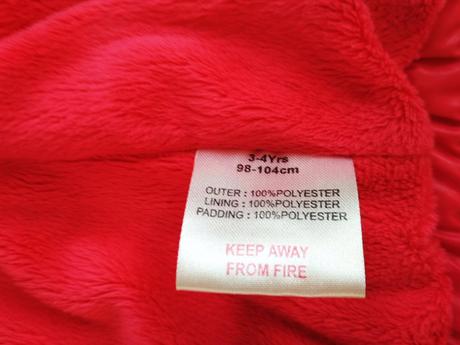 3-4Yrs
98-104cm
OUTER : 100%POLYESTER
LINING : 100%POLYESTER
PADDING : 100%POLYESTER
KEEP AWAY
FROM FIRE